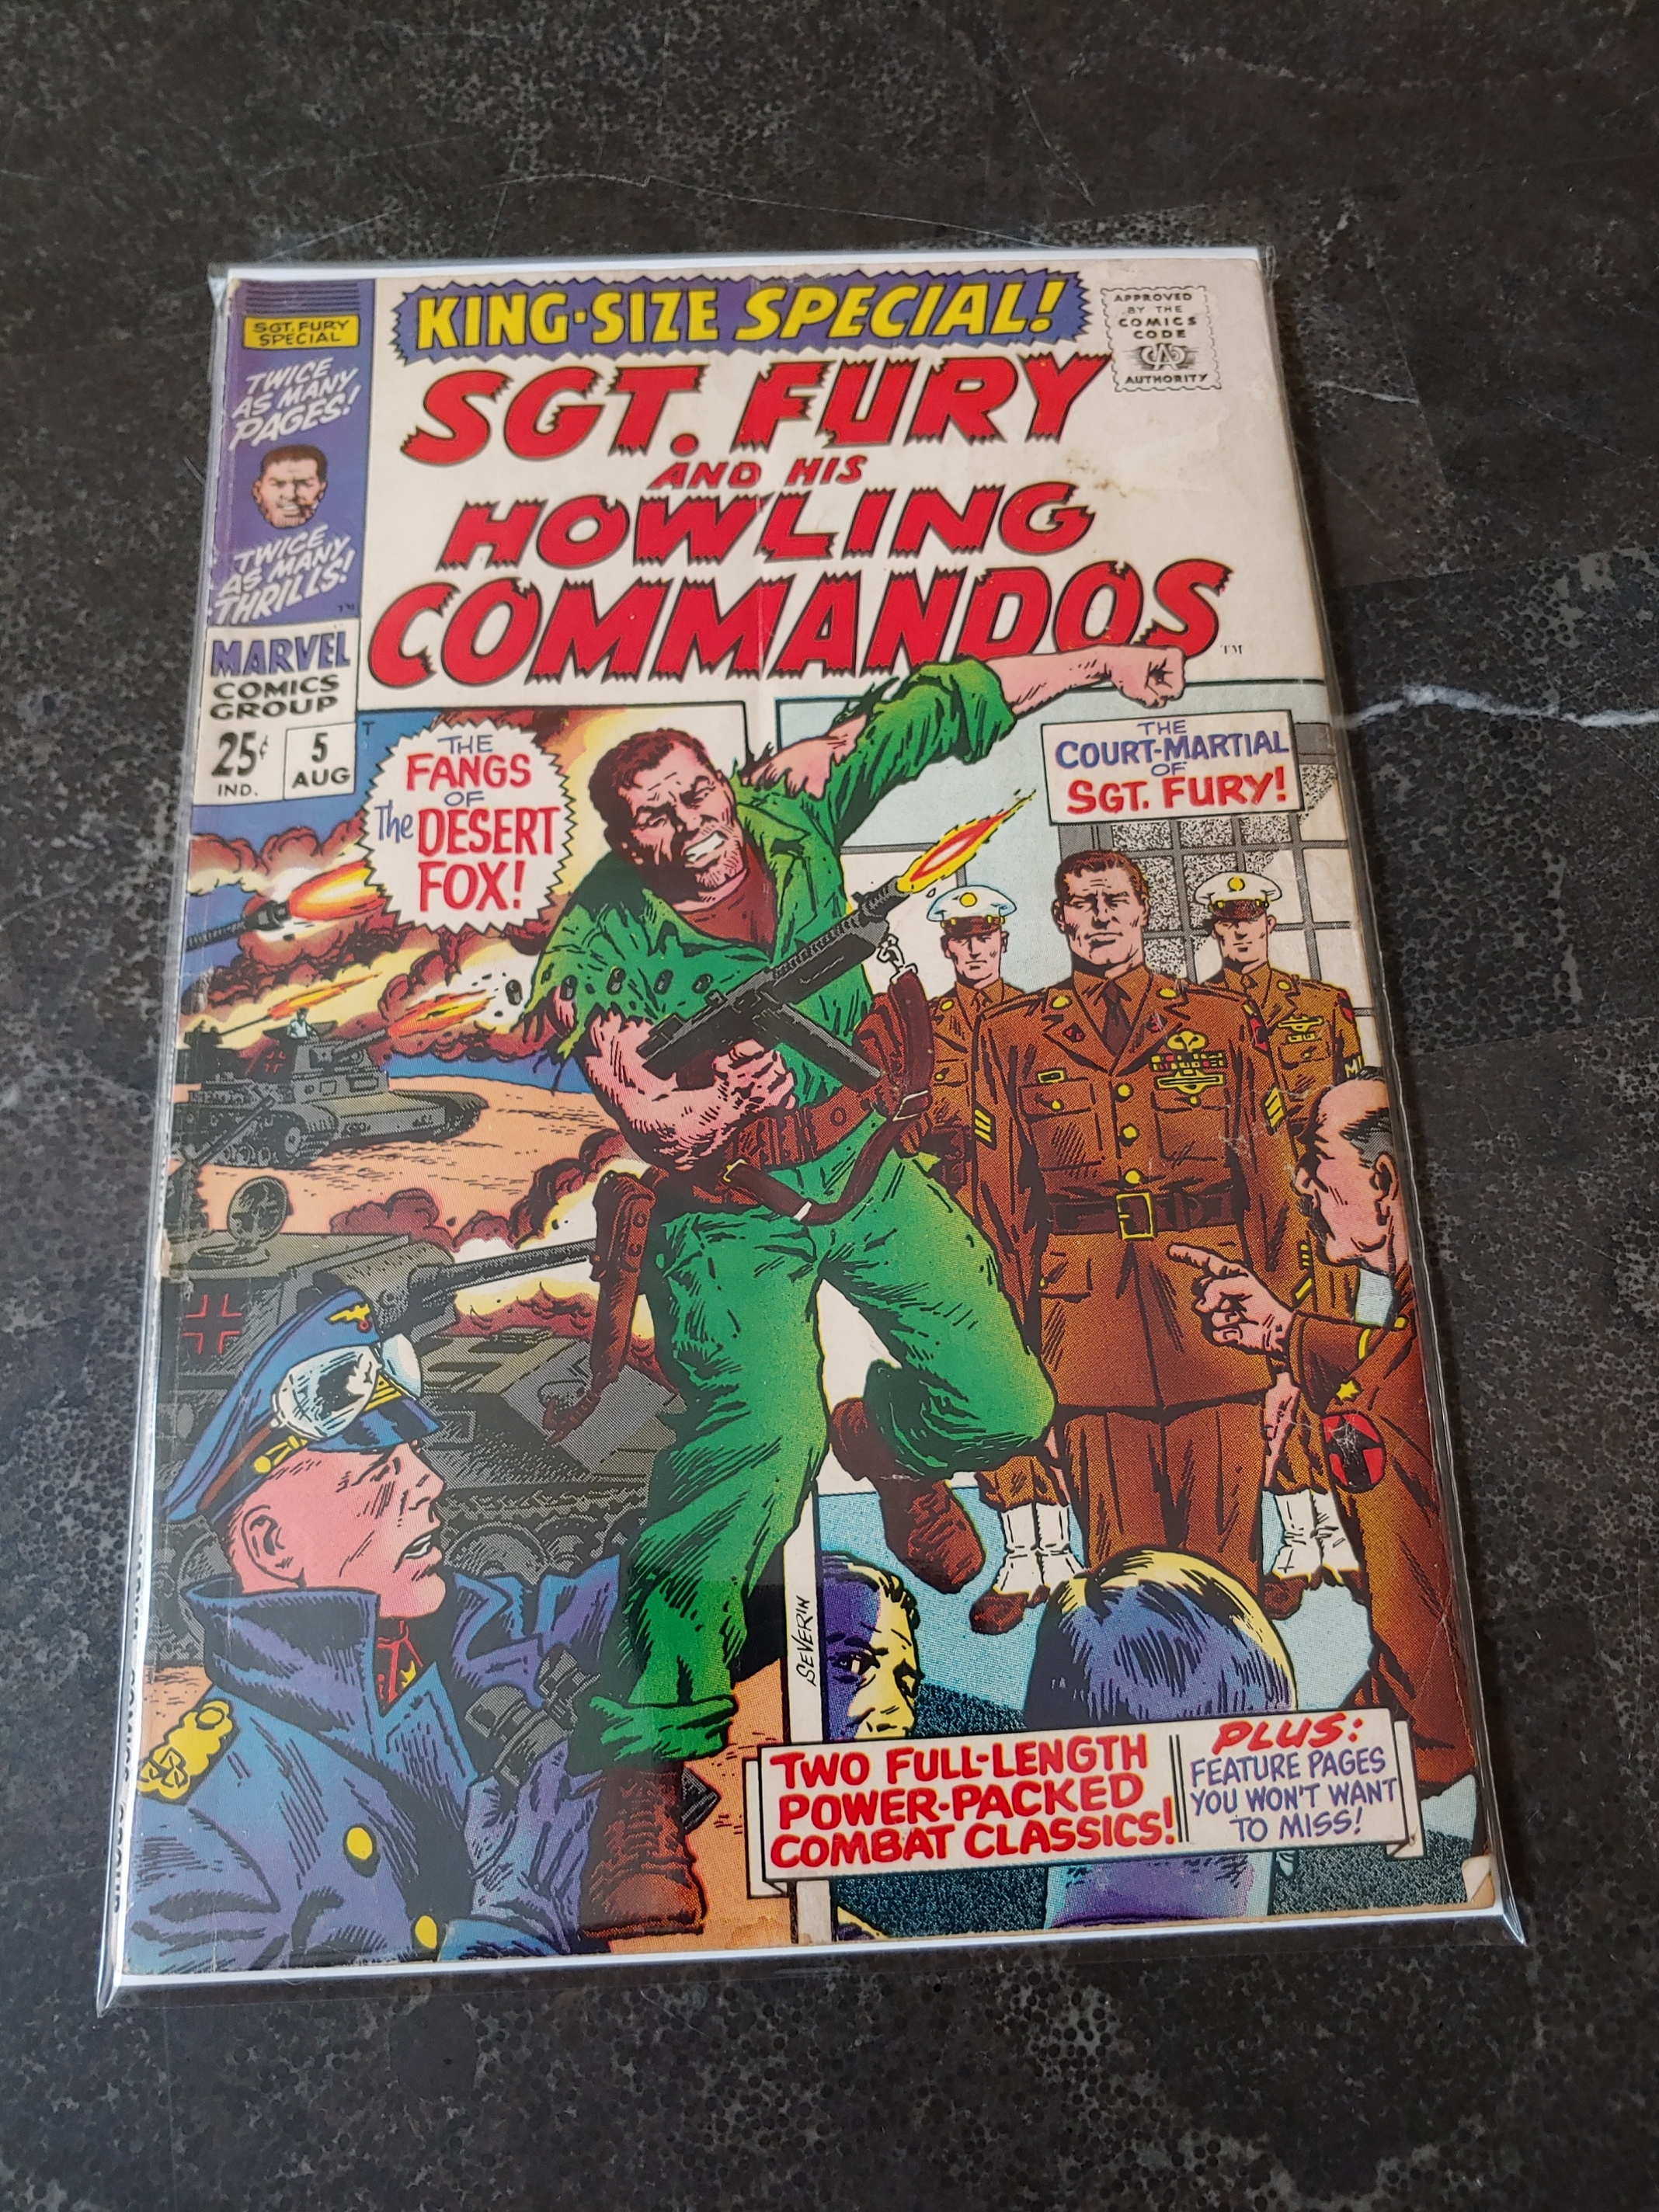 KING-SIZE SPECIAL!
SGT. FURY
SPECIAL
TWICE
AS MANY
PAGES!
TWICE
AS MANY
THRILLS!
TM
MARVEL
COMICS
GROUP
25¢
IND.
5
AUG
APPROVED
BY THE
COMICS
CODE
CA
AUTHORITY
SGT. FURY
AND HIS
HOWLING
COMMANDOS
TM
THE
FANGS
OF
The DESERT
FOX!
THE
COURT-MARTIAL
OF
SGT. FURY!
SEVERIN
TWO FULL-LENGTH
POWER-PACKED
COMBAT CLASSICS!
PLUS:
FEATURE PAGES
YOU WON'T WANT
TO MISS!